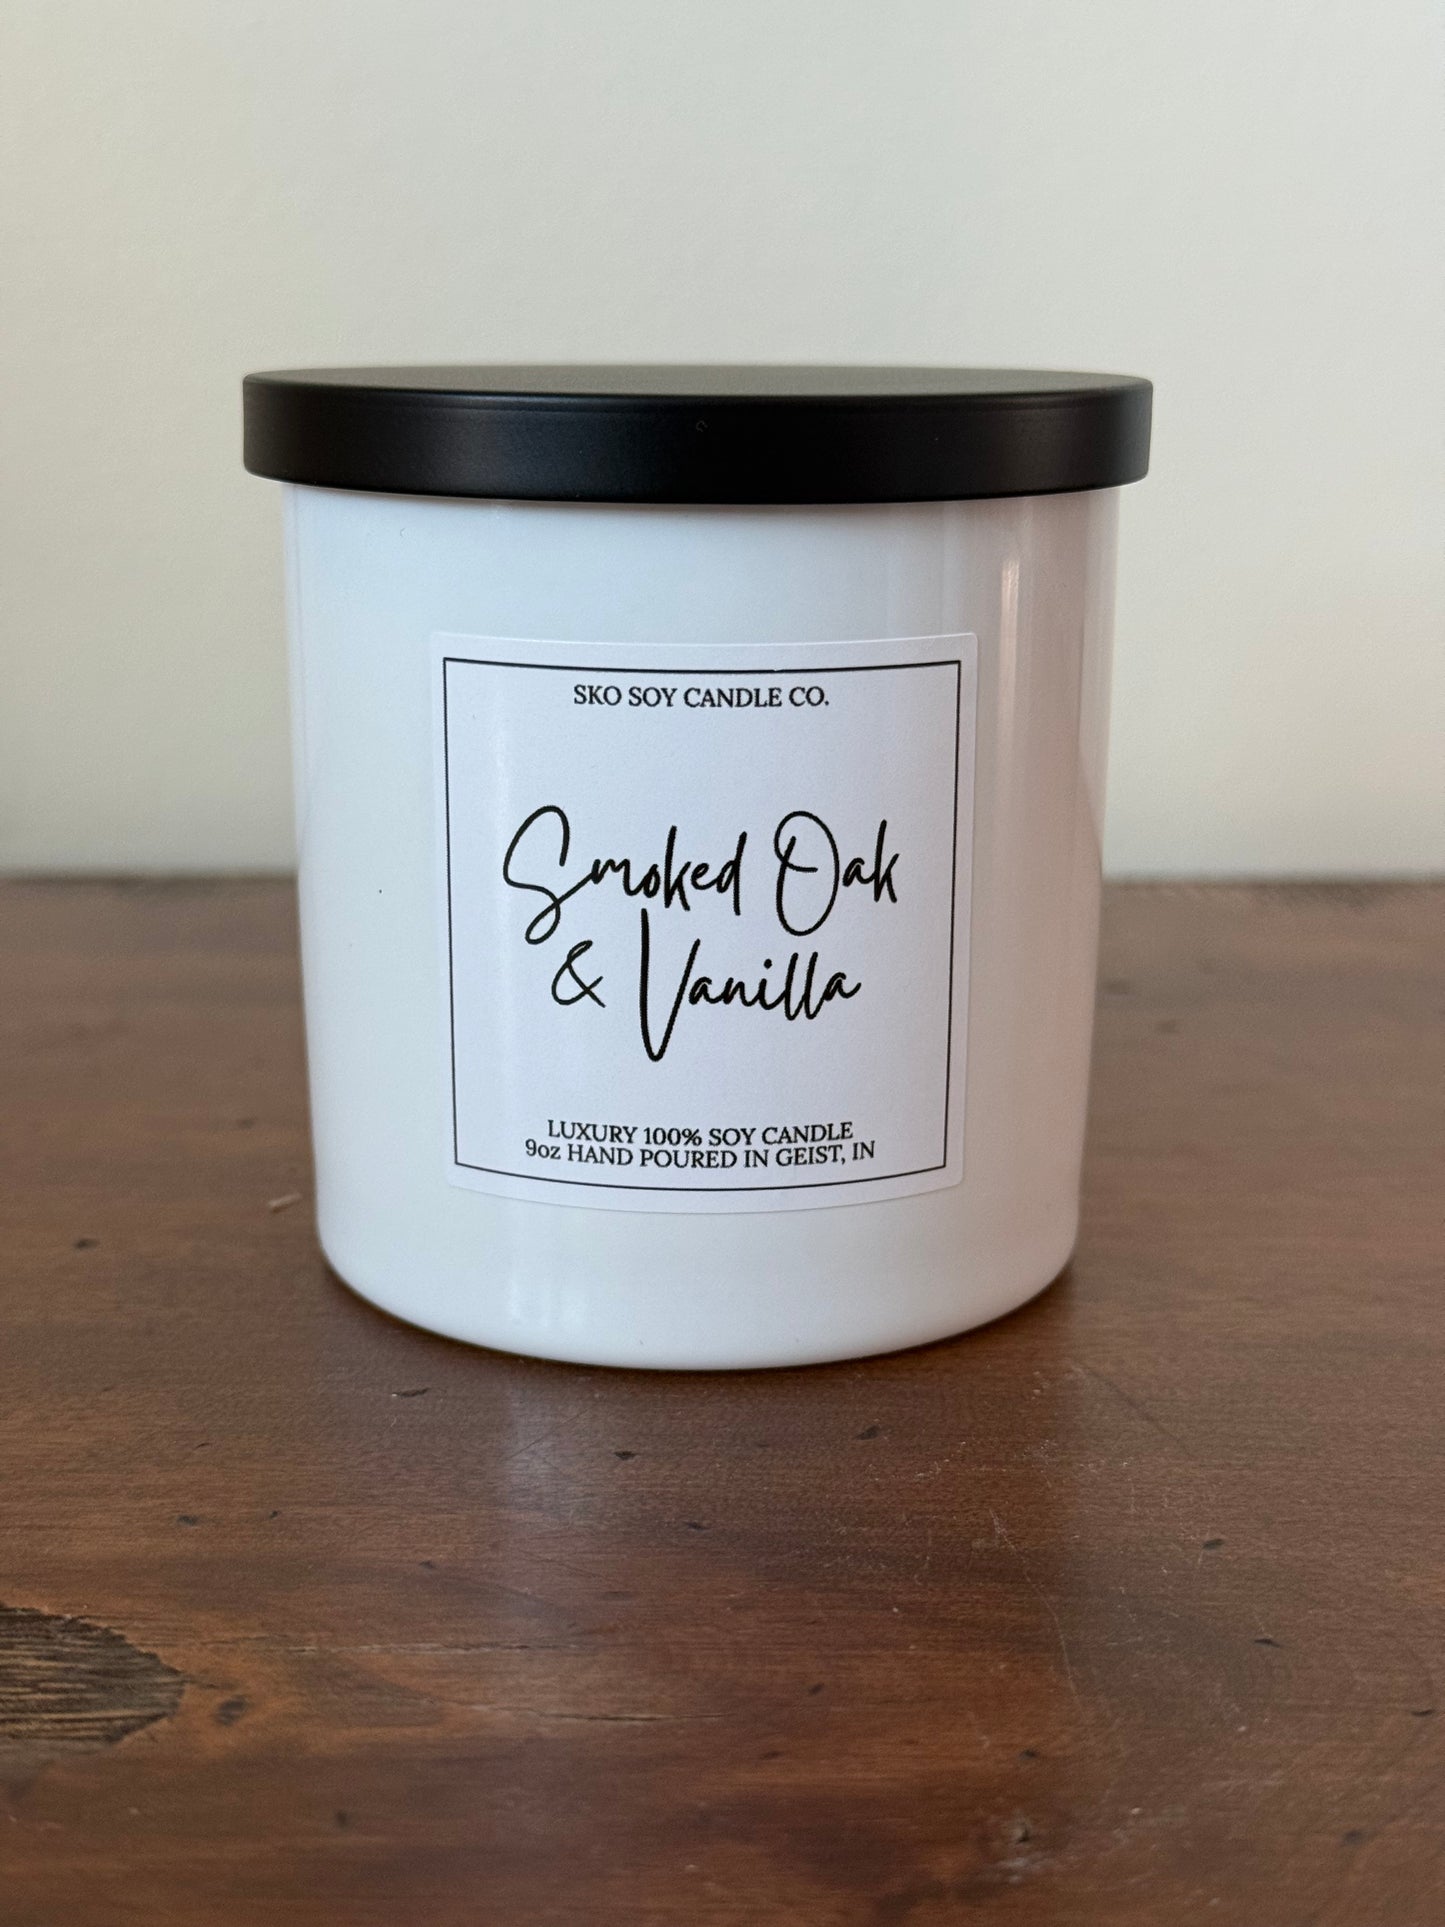 SKO SOY CANDLE CO.
Smoked Oak
& Vanilla
LUXURY 100% SOY CANDLE
9oz HAND POURED IN GEIST, IN